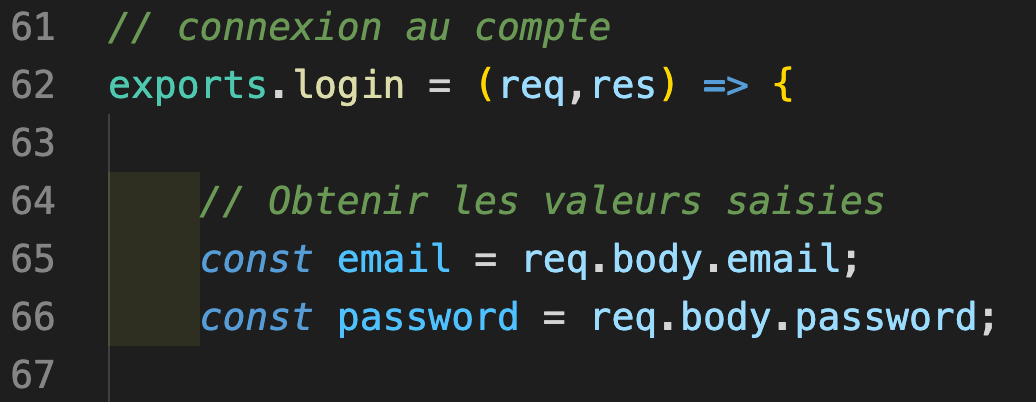 61 // connexion au compte
62 exports.login = (req,res) => {
63
64 // Obtenir les valeurs saisies
65 const email = req.body.email;
66 const password = req.body.password;
67